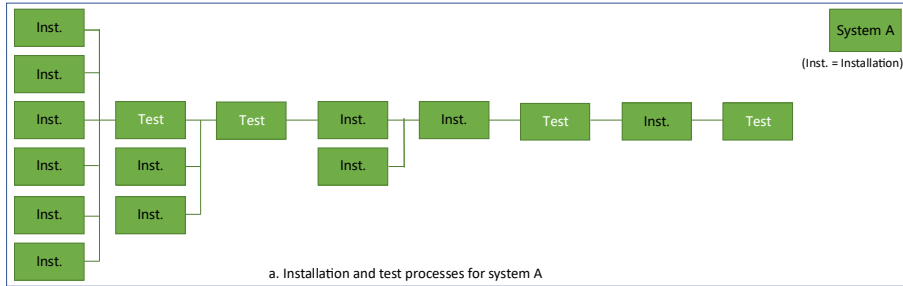 Inst.
System A
(Inst. = Installation)
Inst.
Inst.
Test
Test
Inst.
Inst.
Test
Inst.
Test
Inst.
Inst.
Inst.
Inst.
Inst.
Inst.
a. Installation and test processes for system A